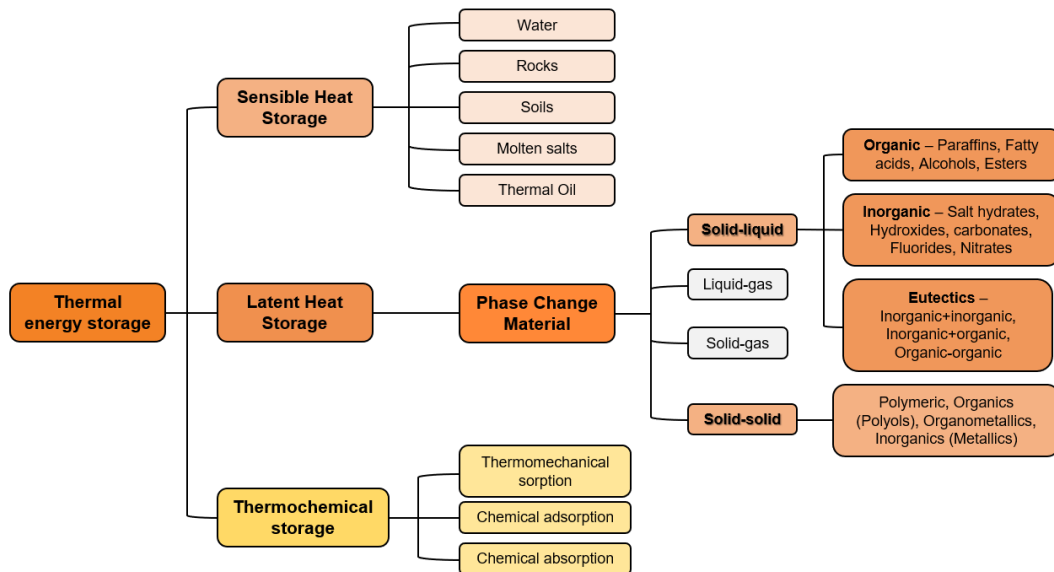 Water
Rocks
Sensible Heat
Storage
Soils
Molten salts
Thermal Oil
Organic – Paraffins, Fatty
acids, Alcohols, Esters
Solid-liquid
Inorganic – Salt hydrates,
Hydroxides, carbonates,
Fluorides, Nitrates
Thermal
energy storage
Latent Heat
Storage
Phase Change
Material
Liquid-gas
Solid-gas
Eutectics –
Inorganic+inorganic,
Inorganic+organic,
Organic-organic
Solid-solid
Polymeric, Organics
(Polyols), Organometallics,
Inorganics (Metallics)
Thermochemical
storage
Thermomechanical
sorption
Chemical adsorption
Chemical absorption